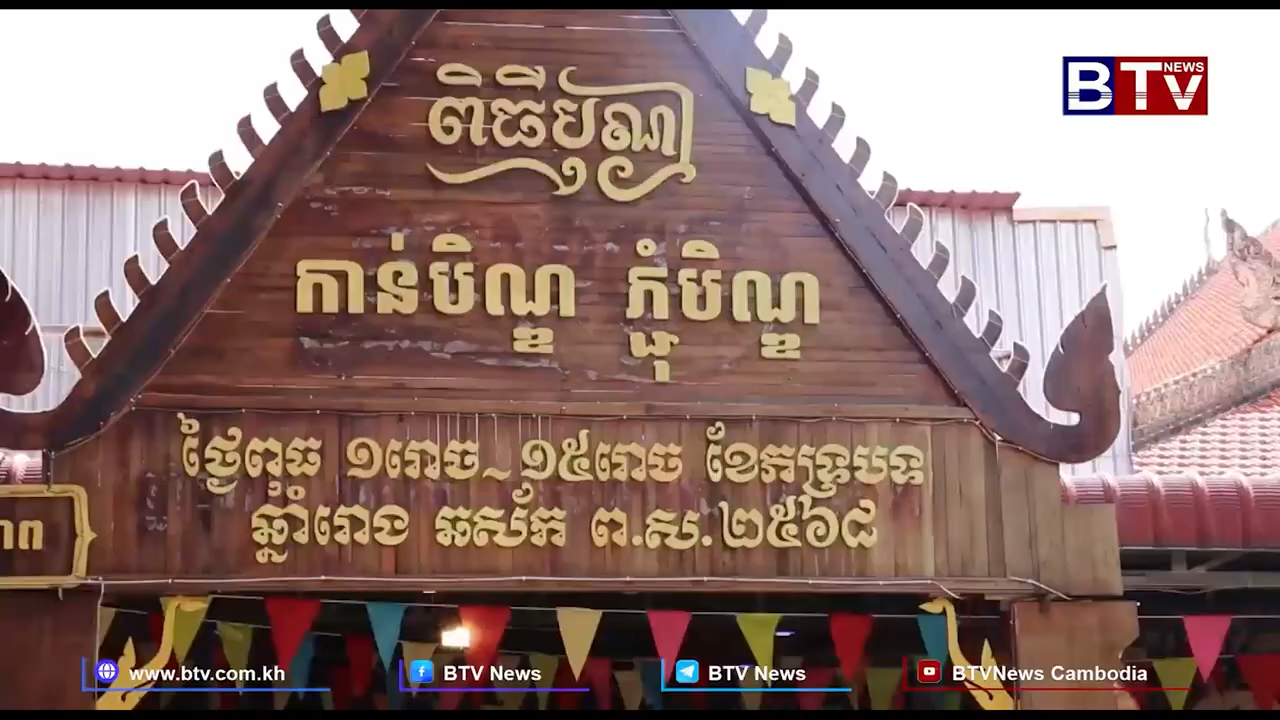 BTV NEWS
ពិធីបុណ្យ
កាន់បិណ្ឌ ភ្ជុំបិណ្ឌ
ថ្ងៃពុធ ១រោច - ១៥រោច ខែភទ្របទ
ឆ្នាំរោង ឆស័ក ព.ស.២៥៦៨
www.btv.com.kh
BTV News
BTV News
BTVNews Cambodia